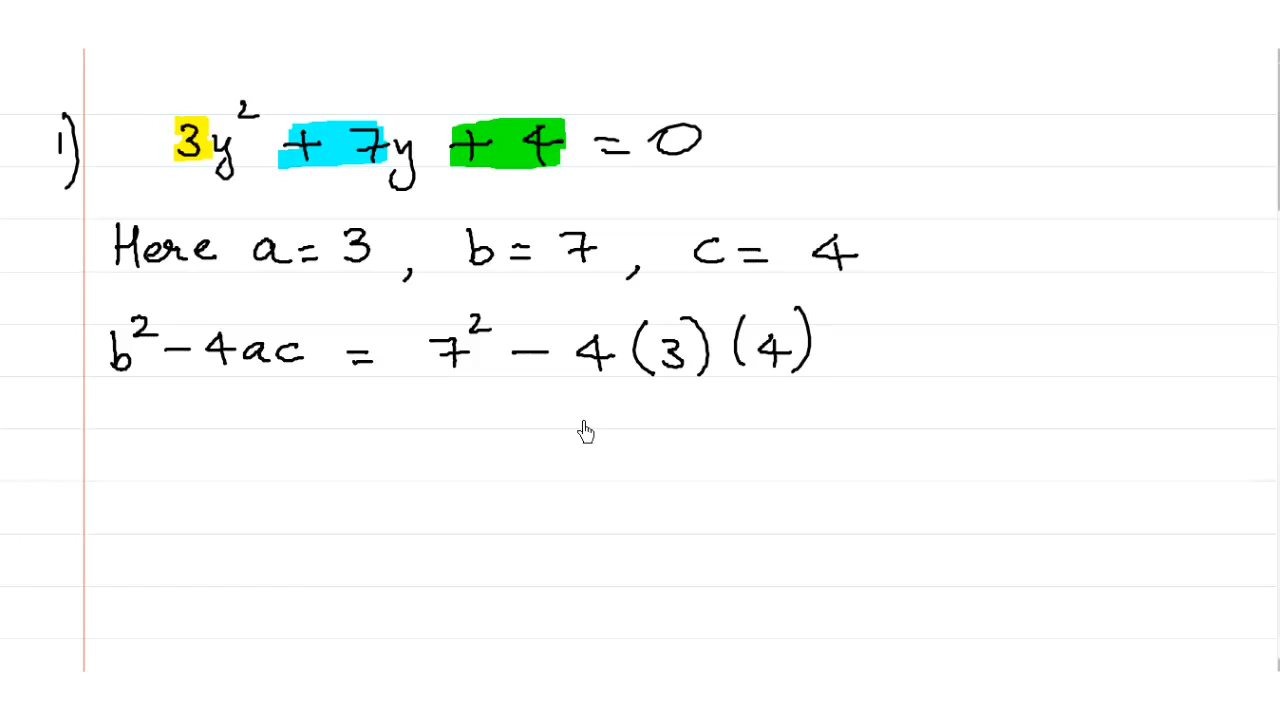 1) 3y² + 7y + 4 = 0
Here a = 3, b = 7, c = 4
b² - 4ac = 7² - 4(3)(4)